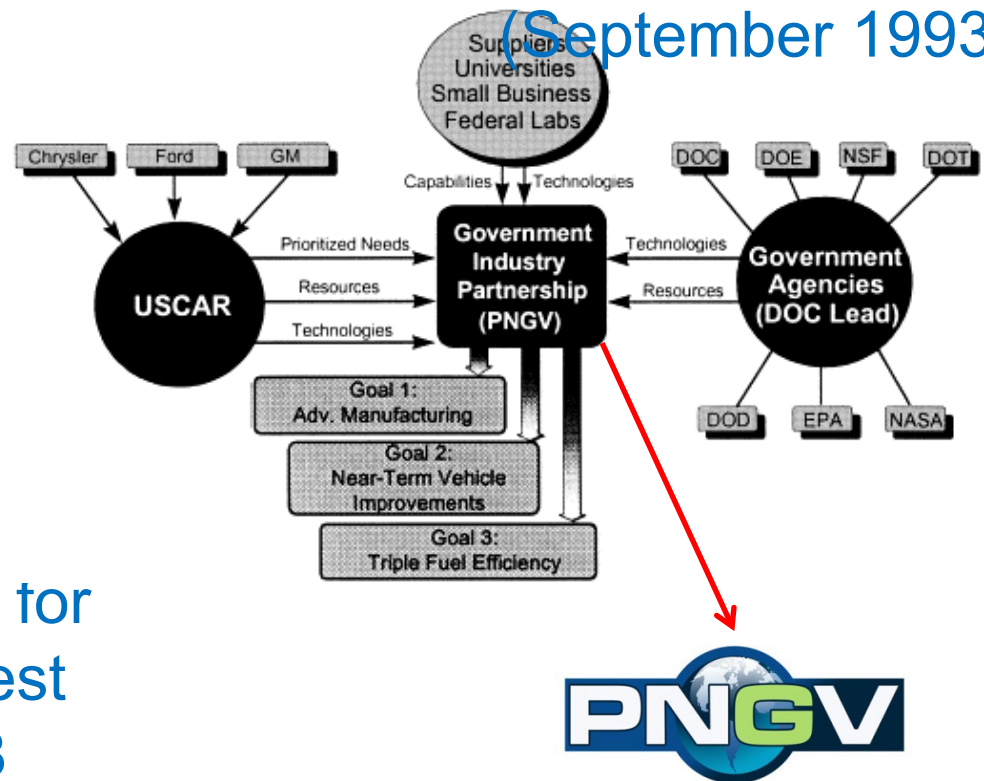 (September 1993
Suppliers
Universities
Small Business
Federal Labs
Chrysler
Ford
GM
DOC
DOE
NSF
DOT
Capabilities
Technologies
Prioritized Needs
Resources
Technologies
USCAR
Government
Industry
Partnership
(PNGV)
Technologies
Resources
Government
Agencies
(DOC Lead)
DOD
EPA
NASA
Goal 1:
Adv. Manufacturing
Goal 2:
Near-Term Vehicle
Improvements
Goal 3:
Triple Fuel Efficiency
for
est
PNGV